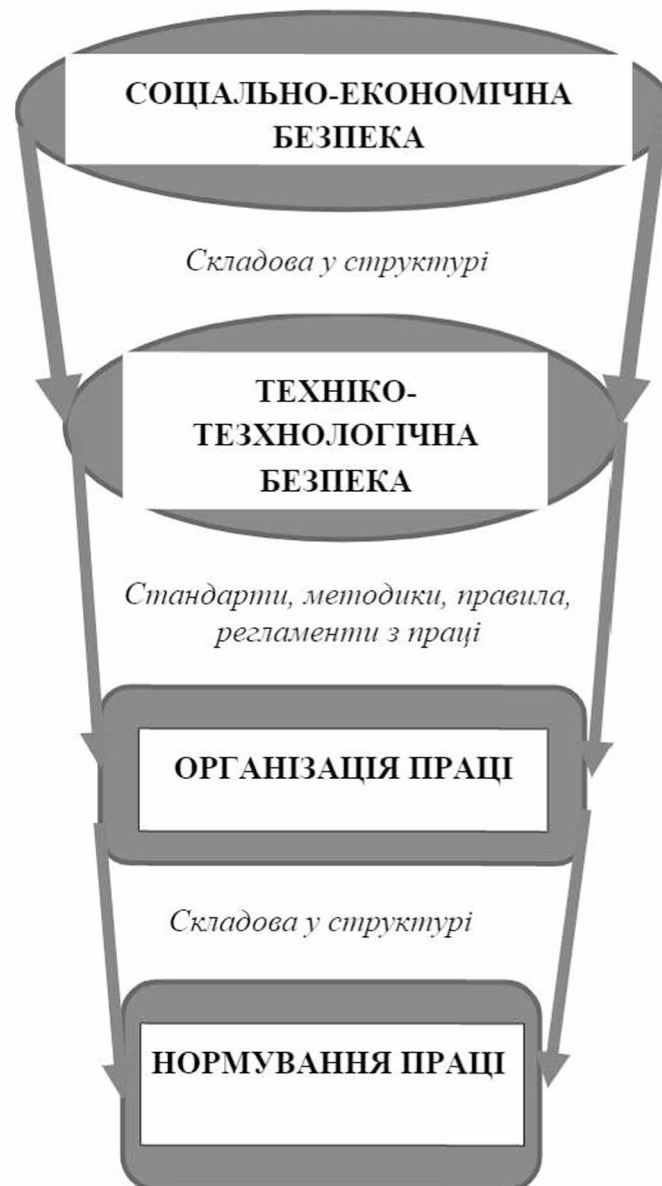 СОЦІАЛЬНО-ЕКОНОМІЧНА
БЕЗПЕКА
Складова у структурі
ТЕХНІКО-
ТЕЗХНОЛОГІЧНА
БЕЗПЕКА
Стандарти, методики, правила,
регламенти з праці
ОРГАНІЗАЦІЯ ПРАЦІ
Складова у структурі
НОРМУВАННЯ ПРАЦІ